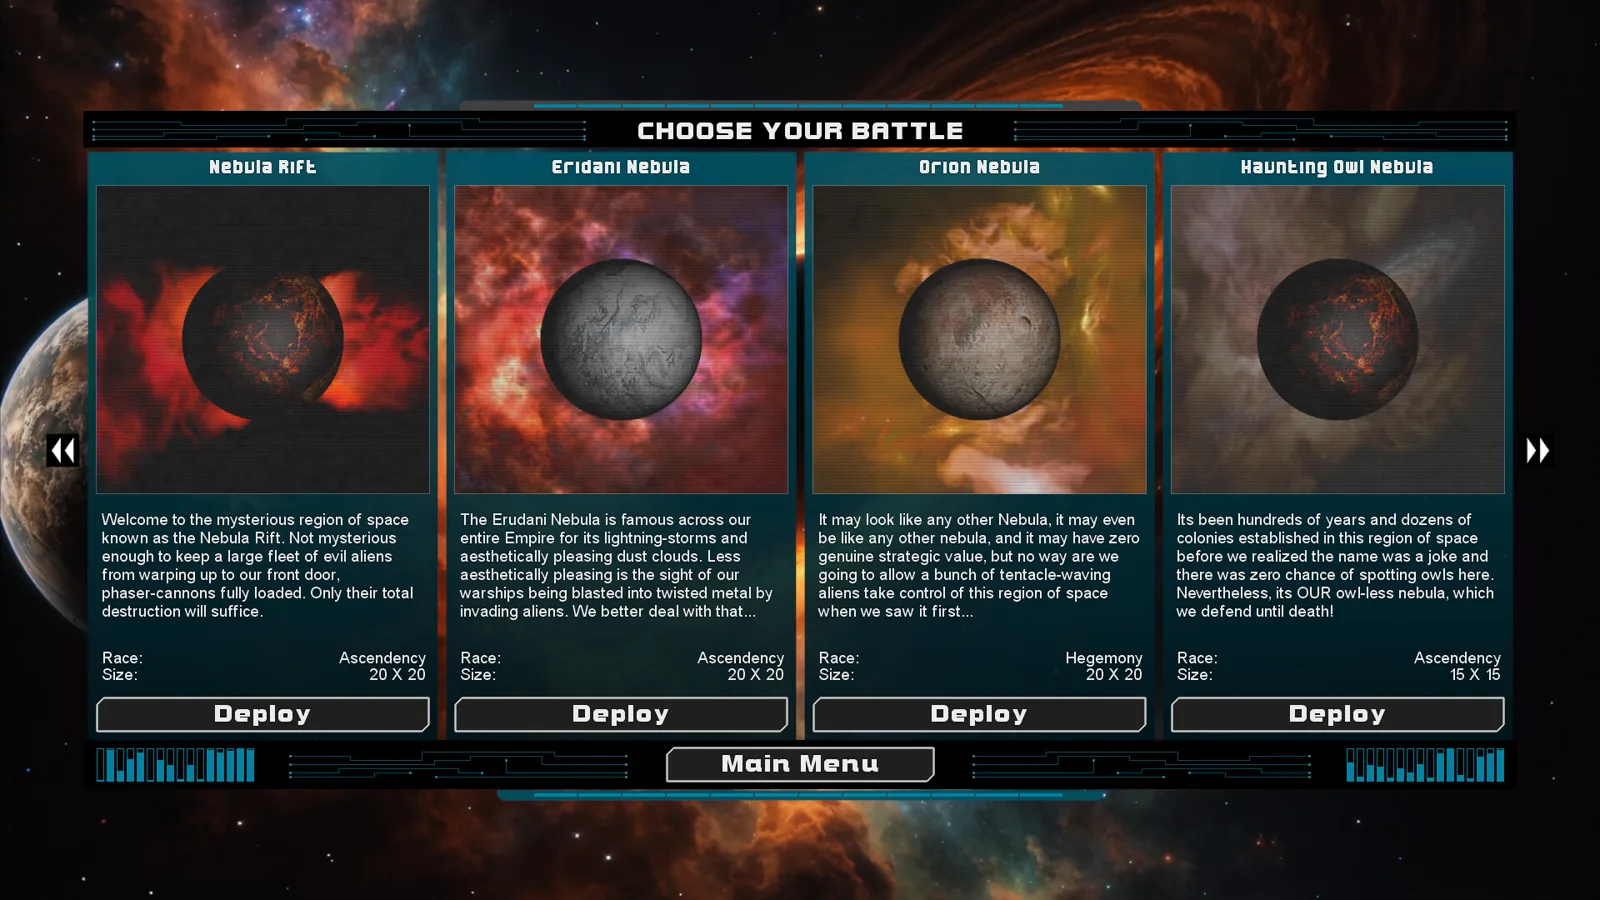 CHOOSE YOUR BATTLE
Nebula Rift
Welcome to the mysterious region of space
known as the Nebula Rift. Not mysterious
enough to keep a large fleet of evil aliens
from warping up to our front door,
phaser-cannons fully loaded. Only their total
destruction will suffice.
Race: Ascendency
Size: 20 X 20
Deploy
Eridani Nebula
The Erudani Nebula is famous across our
entire Empire for its lightning-storms and
aesthetically pleasing dust clouds. Less
aesthetically pleasing is the sight of our
warships being blasted into twisted metal by
invading aliens. We better deal with that...
Race: Ascendency
Size: 20 X 20
Deploy
Orion Nebula
It may look like any other Nebula, it may even
be like any other nebula, and it may have zero
genuine strategic value, but no way are we
going to allow a bunch of tentacle-waving
aliens take control of this region of space
when we saw it first...
Race: Hegemony
Size: 20 X 20
Deploy
Haunting Owl Nebula
Its been hundreds of years and dozens of
colonies established in this region of space
before we realized the name was a joke and
there was zero chance of spotting owls here.
Nevertheless, its OUR owl-less nebula, which
we defend until death!
Race: Ascendency
Size: 15 X 15
Deploy
Main Menu